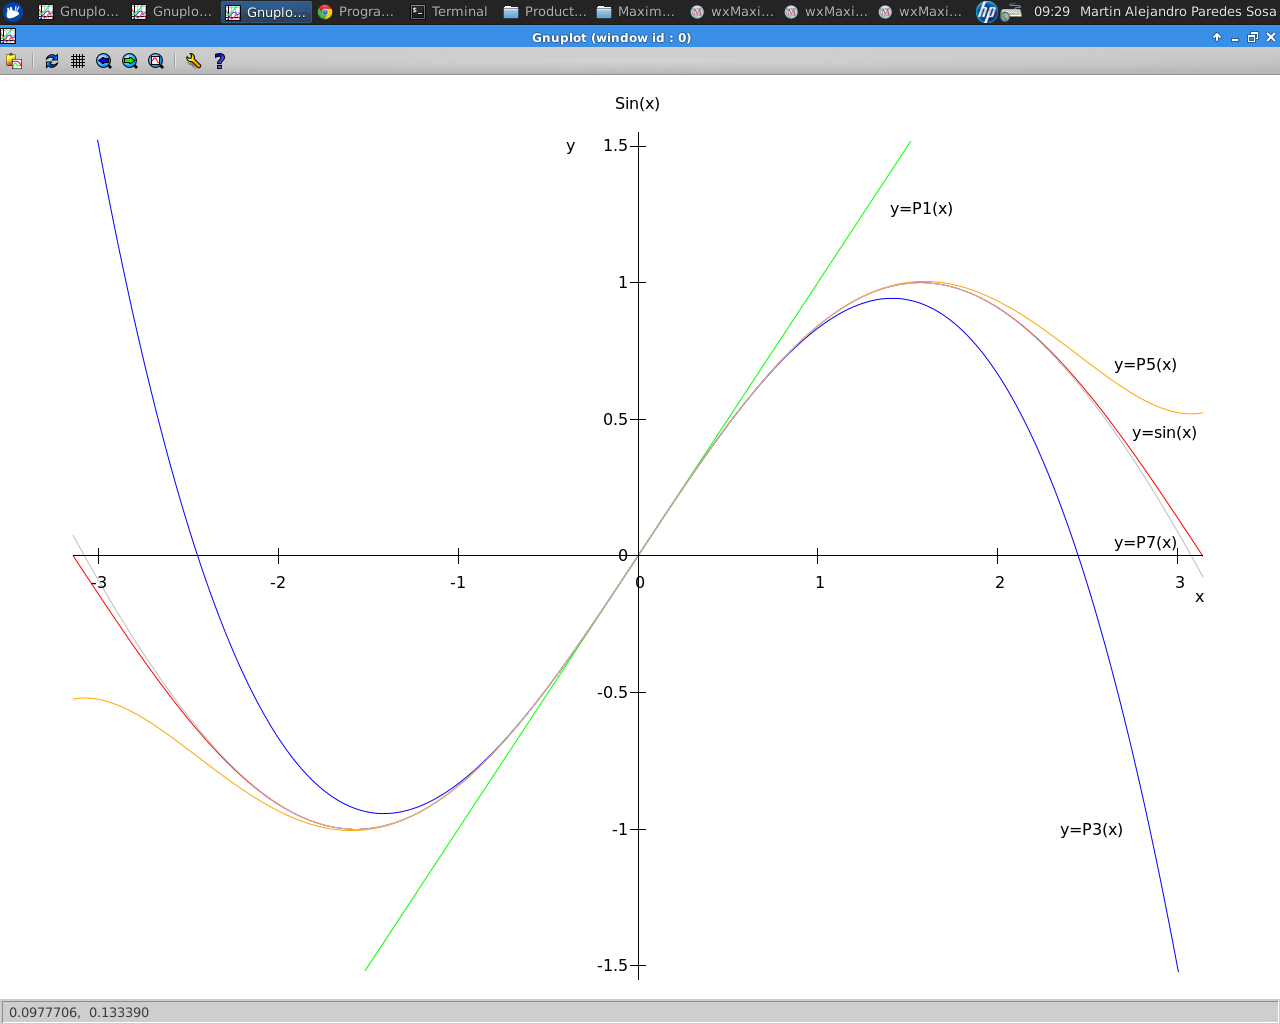 Gnuplo... Gnuplo... Gnuplo... Progra... Terminal Product... Maxim... wxMaxi... wxMaxi... wxMaxi... hp 09:29 Martin Alejandro Paredes Sosa
Gnuplot (window id : 0)
Sin(x)
y 1.5
y=P1(x)
1
y=P5(x)
0.5
y=sin(x)
y=P7(x)
0
-3 -2 -1 0 1 2 3
x
-0.5
-1
y=P3(x)
-1.5
0.0977706, 0.133390